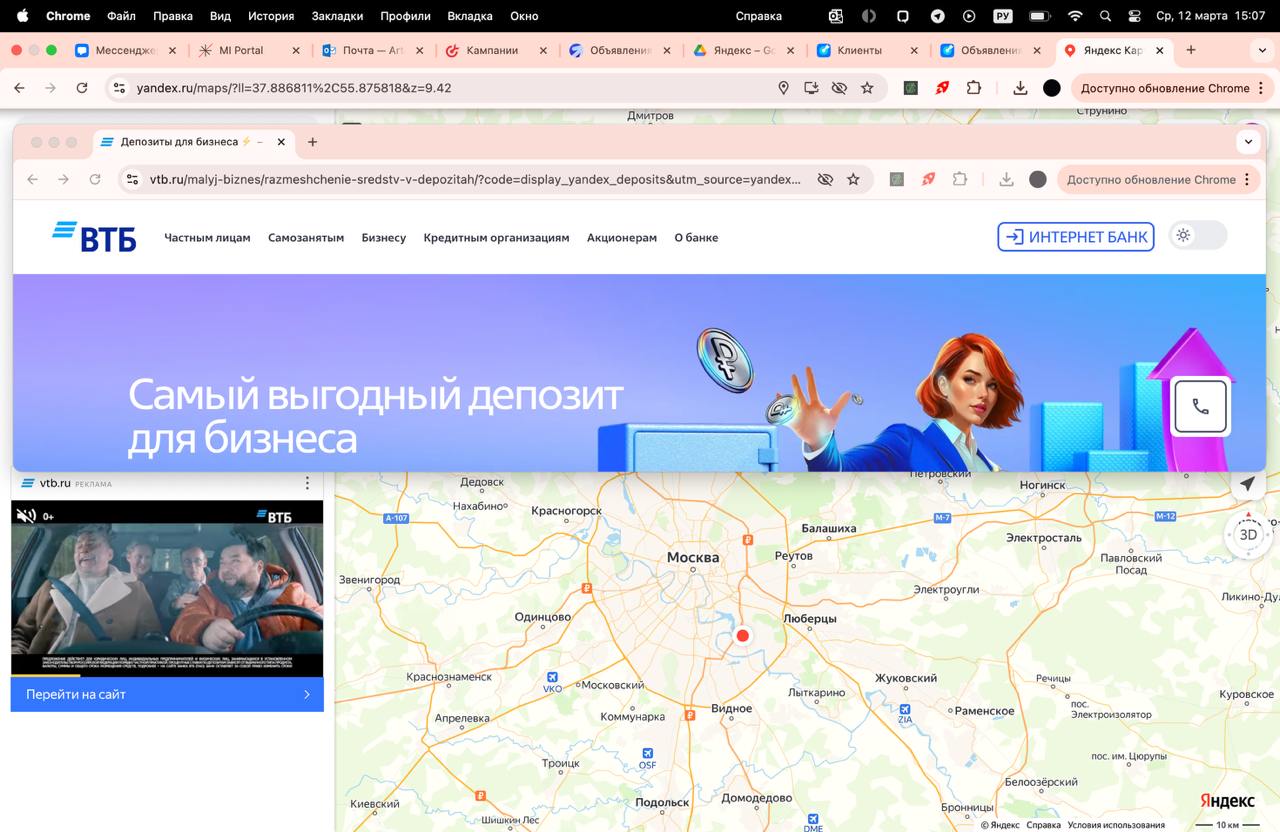 Chrome Файл Правка Вид История Закладки Профили Вкладка Окно Справка РУ Ср, 12 марта 15:07
Мессендже MI Portal Почта — Art Кампании Объявления Яндекс – Go Клиенты Объявления Яндекс Кар
yandex.ru/maps/?ll=37.886811%2C55.875818&z=9.42 Доступно обновление Chrome
Дмитров Струнино
Депозиты для бизнеса ⚡ –
vtb.ru/malyj-biznes/razmeshchenie-sredstv-v-depozitah/?code=display_yandex_deposits&utm_source=yandex... Доступно обновление Chrome
ВТБ Частным лицам Самозанятым Бизнесу Кредитным организациям Акционерам О банке ИНТЕРНЕТ БАНК
Самый выгодный депозит
для бизнеса
vtb.ru РЕКЛАМА
0+ ВТБ
Перейти на сайт
Петровский
Дедовск
Ногинск
Нахабино
Красногорск
А-107
М-7
М-12
Балашиха
3D
Электросталь
Москва
Реутов
Павловский
Посад
Звенигород
Электроугли
Ликино-Ду
Одинцово
Люберцы
Краснознаменск
VKO
Московский
Лыткарино
Жуковский
Речицы
Куровское
Апрелевка
Коммунарка
Видное
ZIA
Раменское
пос.
Электроизолятор
Троицк
OSF
пос. им. Цюрупы
Белоозёрский
Киевский
Подольск
Домодедово
Бронницы
Яндекс
Шишкин Лес
DME
© Яндекс Справка Условия использования 10 км